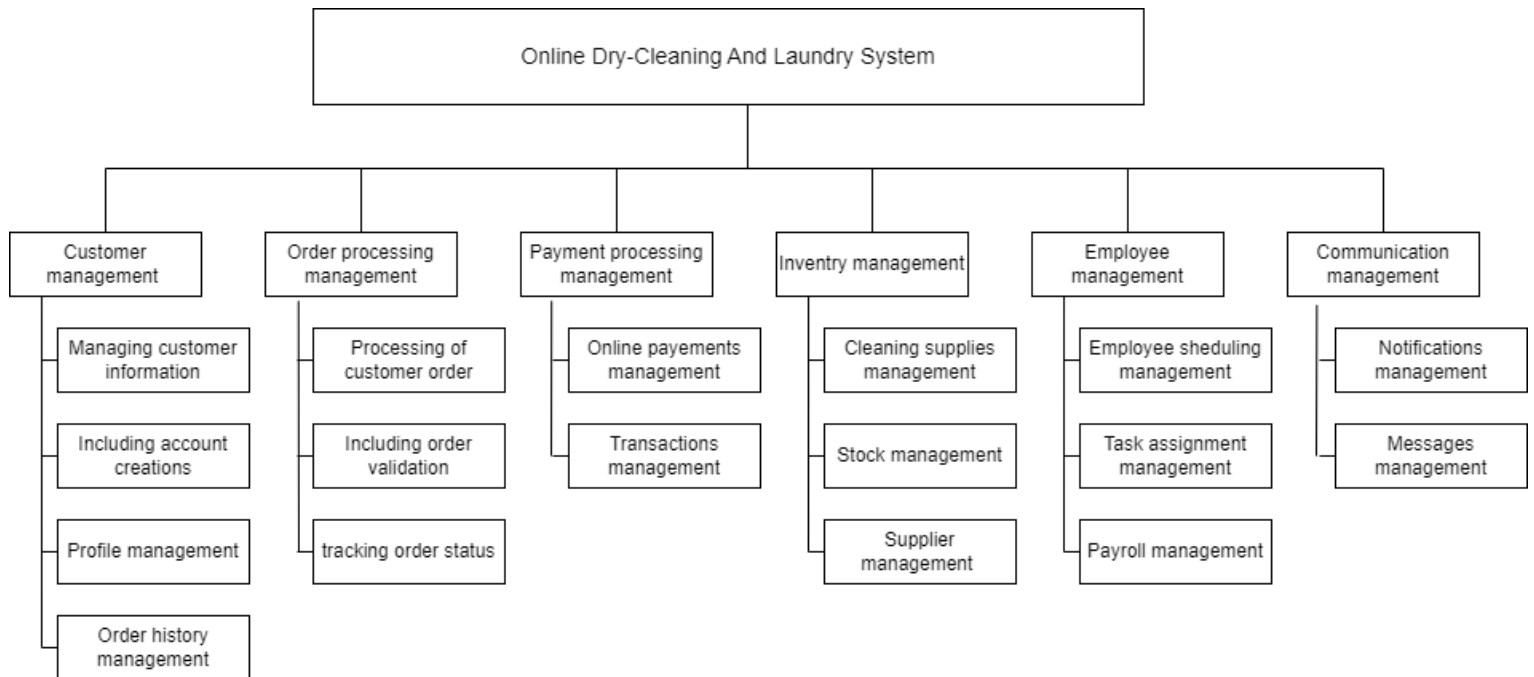 Online Dry-Cleaning And Laundry System
Customer
management
Order processing
management
Payment processing
management
Inventry management
Employee
management
Communication
management
Managing customer
information
Including account
creations
Profile management
Order history
management
Processing of
customer order
Including order
validation
tracking order status
Online payements
management
Transactions
management
Cleaning supplies
management
Stock management
Supplier
management
Employee sheduling
management
Task assignment
management
Payroll management
Notifications
management
Messages
management